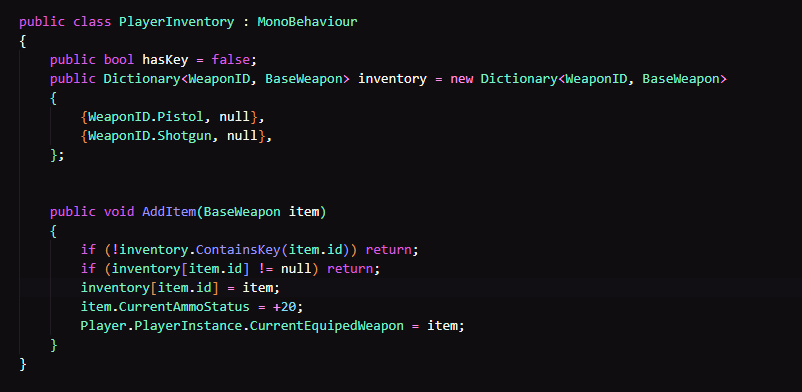 public class PlayerInventory : MonoBehaviour
{
    public bool hasKey = false;
    public Dictionary<WeaponID, BaseWeapon> inventory = new Dictionary<WeaponID, BaseWeapon>
    {
        {WeaponID.Pistol, null},
        {WeaponID.Shotgun, null},
    };
    public void AddItem(BaseWeapon item)
    {
        if (!inventory.ContainsKey(item.id)) return;
        if (inventory[item.id] != null) return;
        inventory[item.id] = item;
        item.CurrentAmmoStatus = +20;
        Player.PlayerInstance.CurrentEquipedWeapon = item;
    }
}